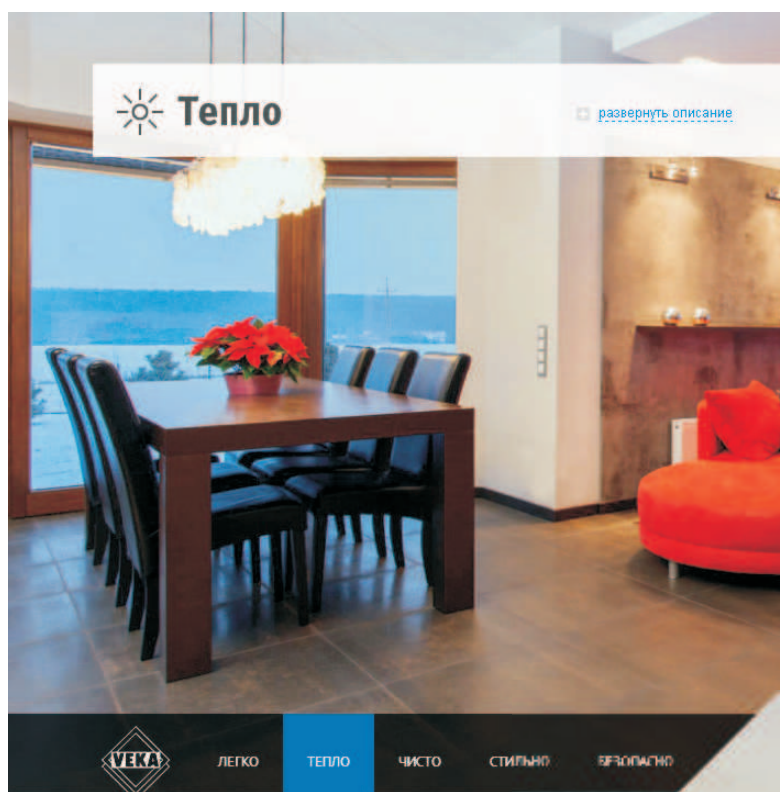 Тепло
развернуть описание
VEKA
ЛЕГКО
ТЕПЛО
ЧИСТО
СТИЛЬНО
БЕЗОПАСНО